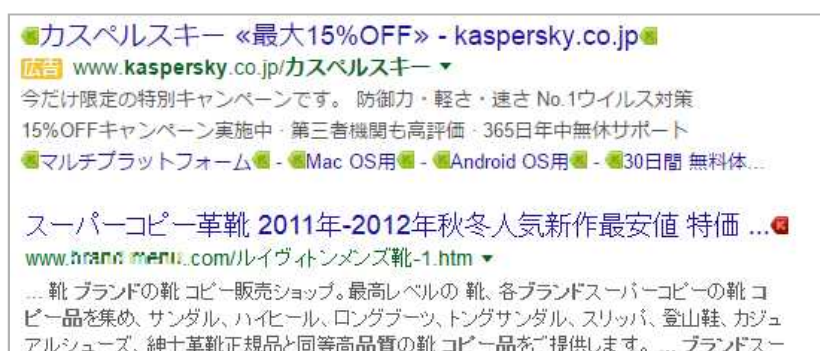 カスペルスキー «最大15%OFF» - kaspersky.co.jp
広告 www.kaspersky.co.jp/カスペルスキー ▼
今だけ限定の特別キャンペーンです。 防御力・軽さ・速さ No.1ウイルス対策
15%OFFキャンペーン実施中 · 第三者機関も高評価 · 365日年中無休サポート
マルチプラットフォーム - Mac OS用 - Android OS用 - 30日間 無料体...
スーパーコピー革靴 2011年-2012年秋冬人気新作最安値 特価 ...
www. .com/ルイヴィトンメンズ靴-1.htm ▼
... 靴 ブランドの靴 コピー販売ショップ。最高レベルの 靴、各ブランドスーパーコピーの靴 コ
ピー品を集め、サンダル、ハイヒール、ロングブーツ、トングサンダル、スリッパ、登山鞋、カジュ
アルシューズ、紳士革靴正規品と同等高品質の靴 コピー品をご提供します。 ... ブランドスー